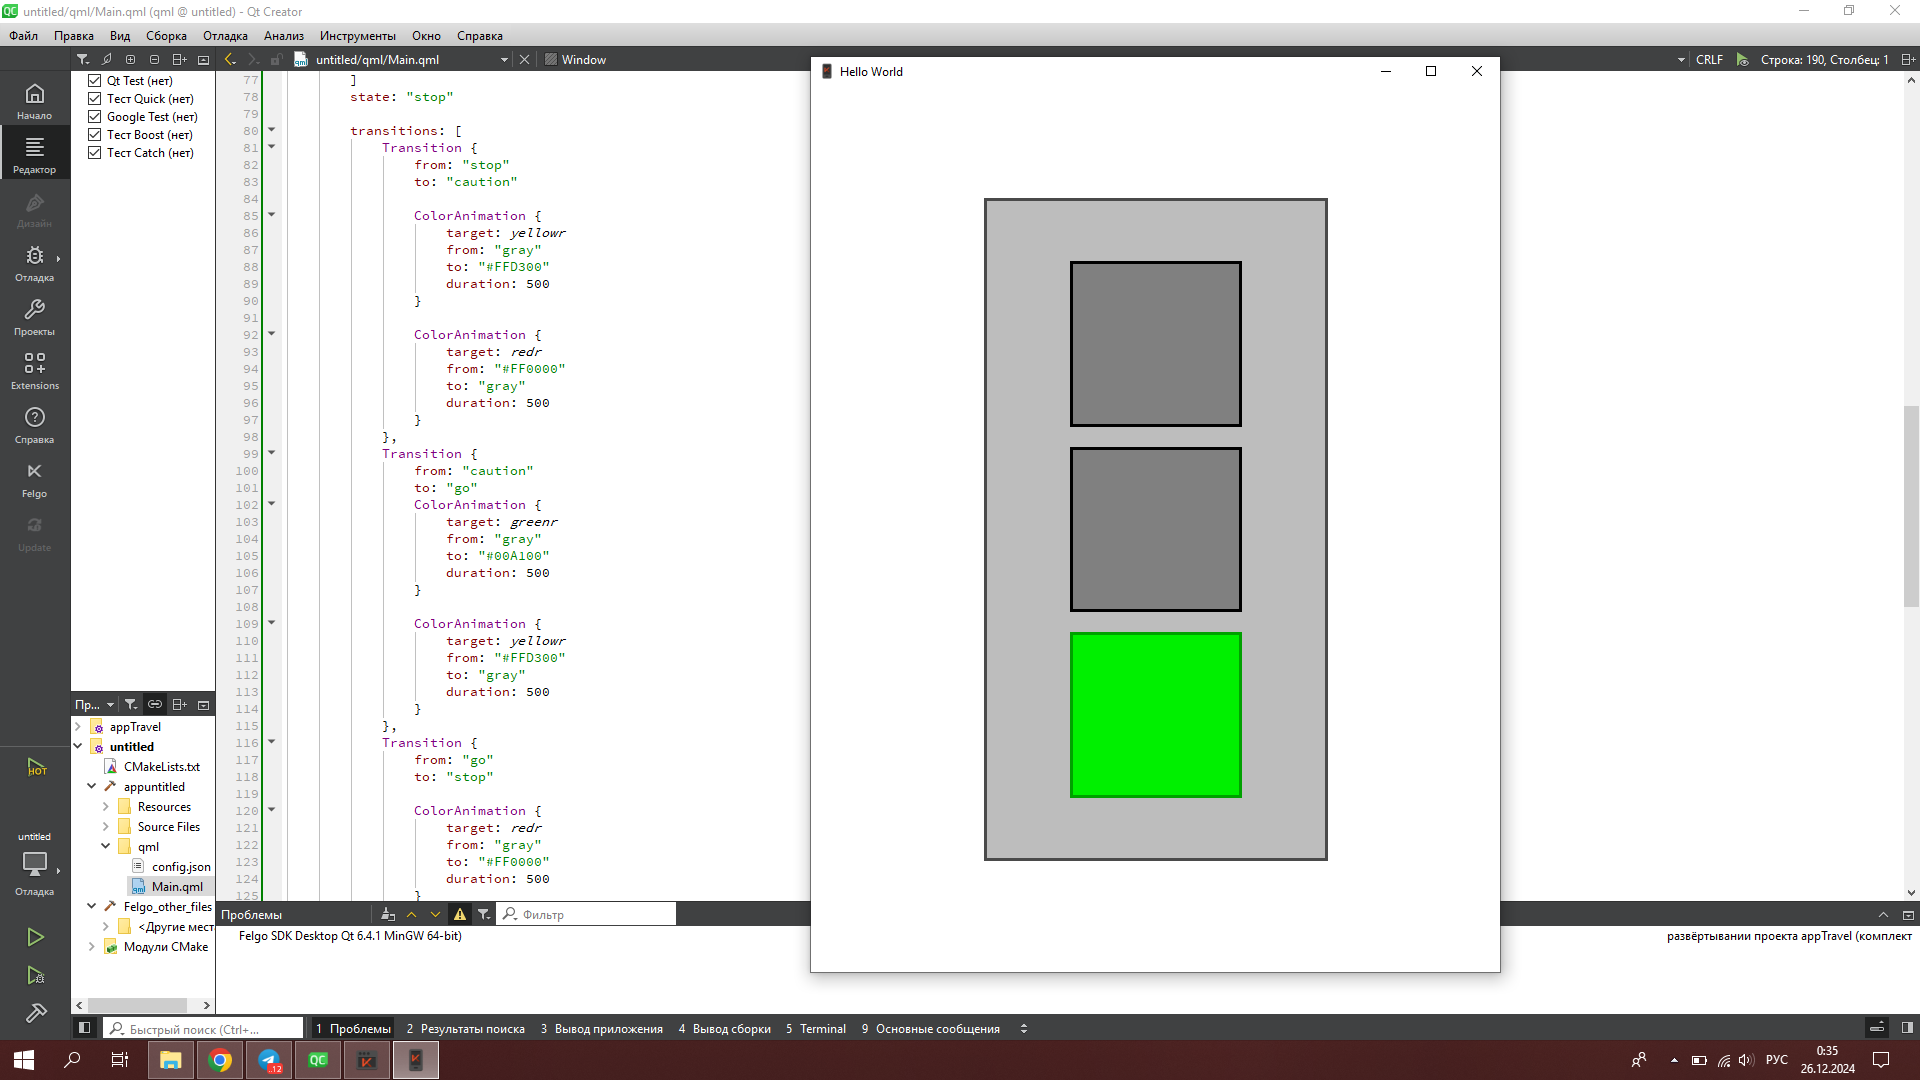 untitled/qml/Main.qml (qml @ untitled) - Qt Creator
Файл Правка Вид Сборка Отладка Анализ Инструменты Окно Справка
untitled/qml/Main.qml
Window
CRLF
Строка: 190, Столбец: 1
Начало
Редактор
Дизайн
Отладка
Проекты
Extensions
Справка
Felgo
Update
HOT
untitled
Отладка
Qt Test (нет)
Тест Quick (нет)
Google Test (нет)
Тест Boost (нет)
Тест Catch (нет)
Пр...
appTravel
untitled
CMakeLists.txt
appuntitled
Resources
Source Files
qml
config.json
Main.qml
Felgo_other_files
<Другие мест
Модули CMake
77 ]
78 state: "stop"
79
80 transitions: [
81 Transition {
82 from: "stop"
83 to: "caution"
84
85 ColorAnimation {
86 target: yellowr
87 from: "gray"
88 to: "#FFD300"
89 duration: 500
90 }
91
92 ColorAnimation {
93 target: redr
94 from: "#FF0000"
95 to: "gray"
96 duration: 500
97 }
98 },
99 Transition {
100 from: "caution"
101 to: "go"
102 ColorAnimation {
103 target: greenr
104 from: "gray"
105 to: "#00A100"
106 duration: 500
107 }
108
109 ColorAnimation {
110 target: yellowr
111 from: "#FFD300"
112 to: "gray"
113 duration: 500
114 }
115 },
116 Transition {
117 from: "go"
118 to: "stop"
119
120 ColorAnimation {
121 target: redr
122 from: "gray"
123 to: "#FF0000"
124 duration: 500
125 }
Hello World
Проблемы
Фильтр
Felgo SDK Desktop Qt 6.4.1 MinGW 64-bit)
развёртывании проекта appTravel (комплект
Быстрый поиск (Ctrl+...
1 Проблемы 2 Результаты поиска 3 Вывод приложения 4 Вывод сборки 5 Terminal 9 Основные сообщения
QC
..12
QC
РУС
0:35
26.12.2024